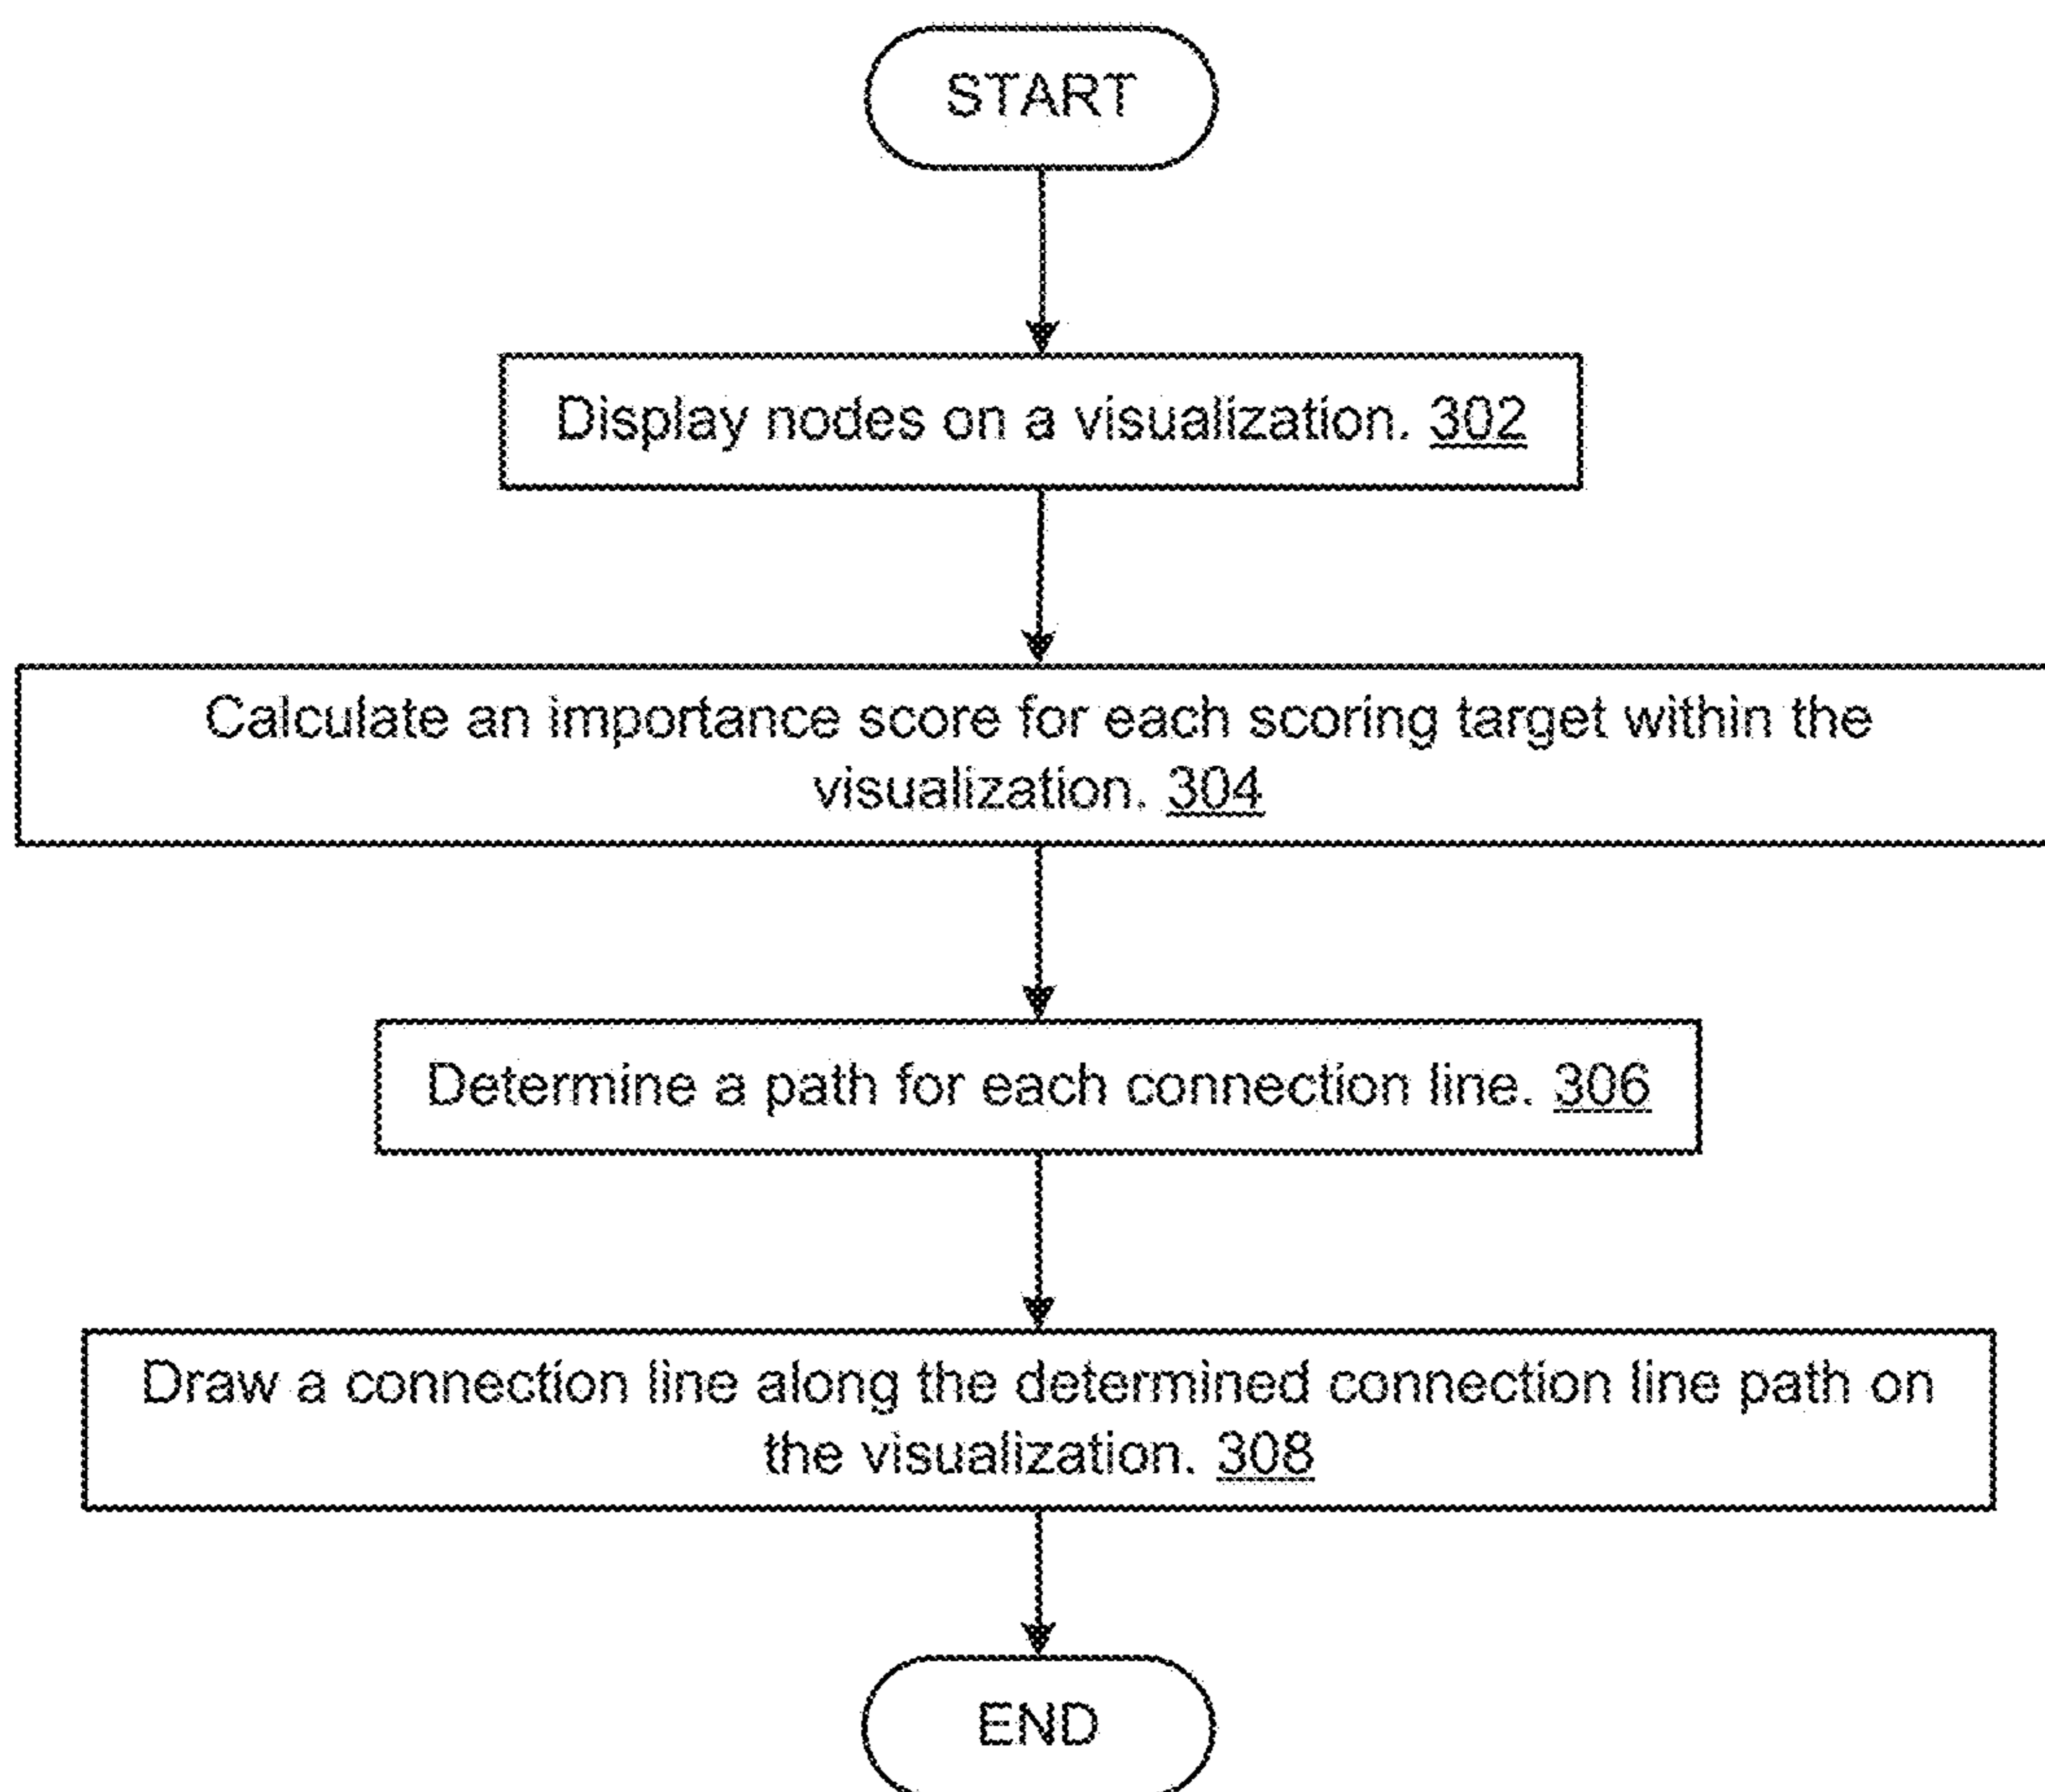 START
Display nodes on a visualization. 302
Calculate an importance score for each scoring target within the
visualization. 304
Determine a path for each connection line. 306
Draw a connection line along the determined connection line path on
the visualization. 308
END